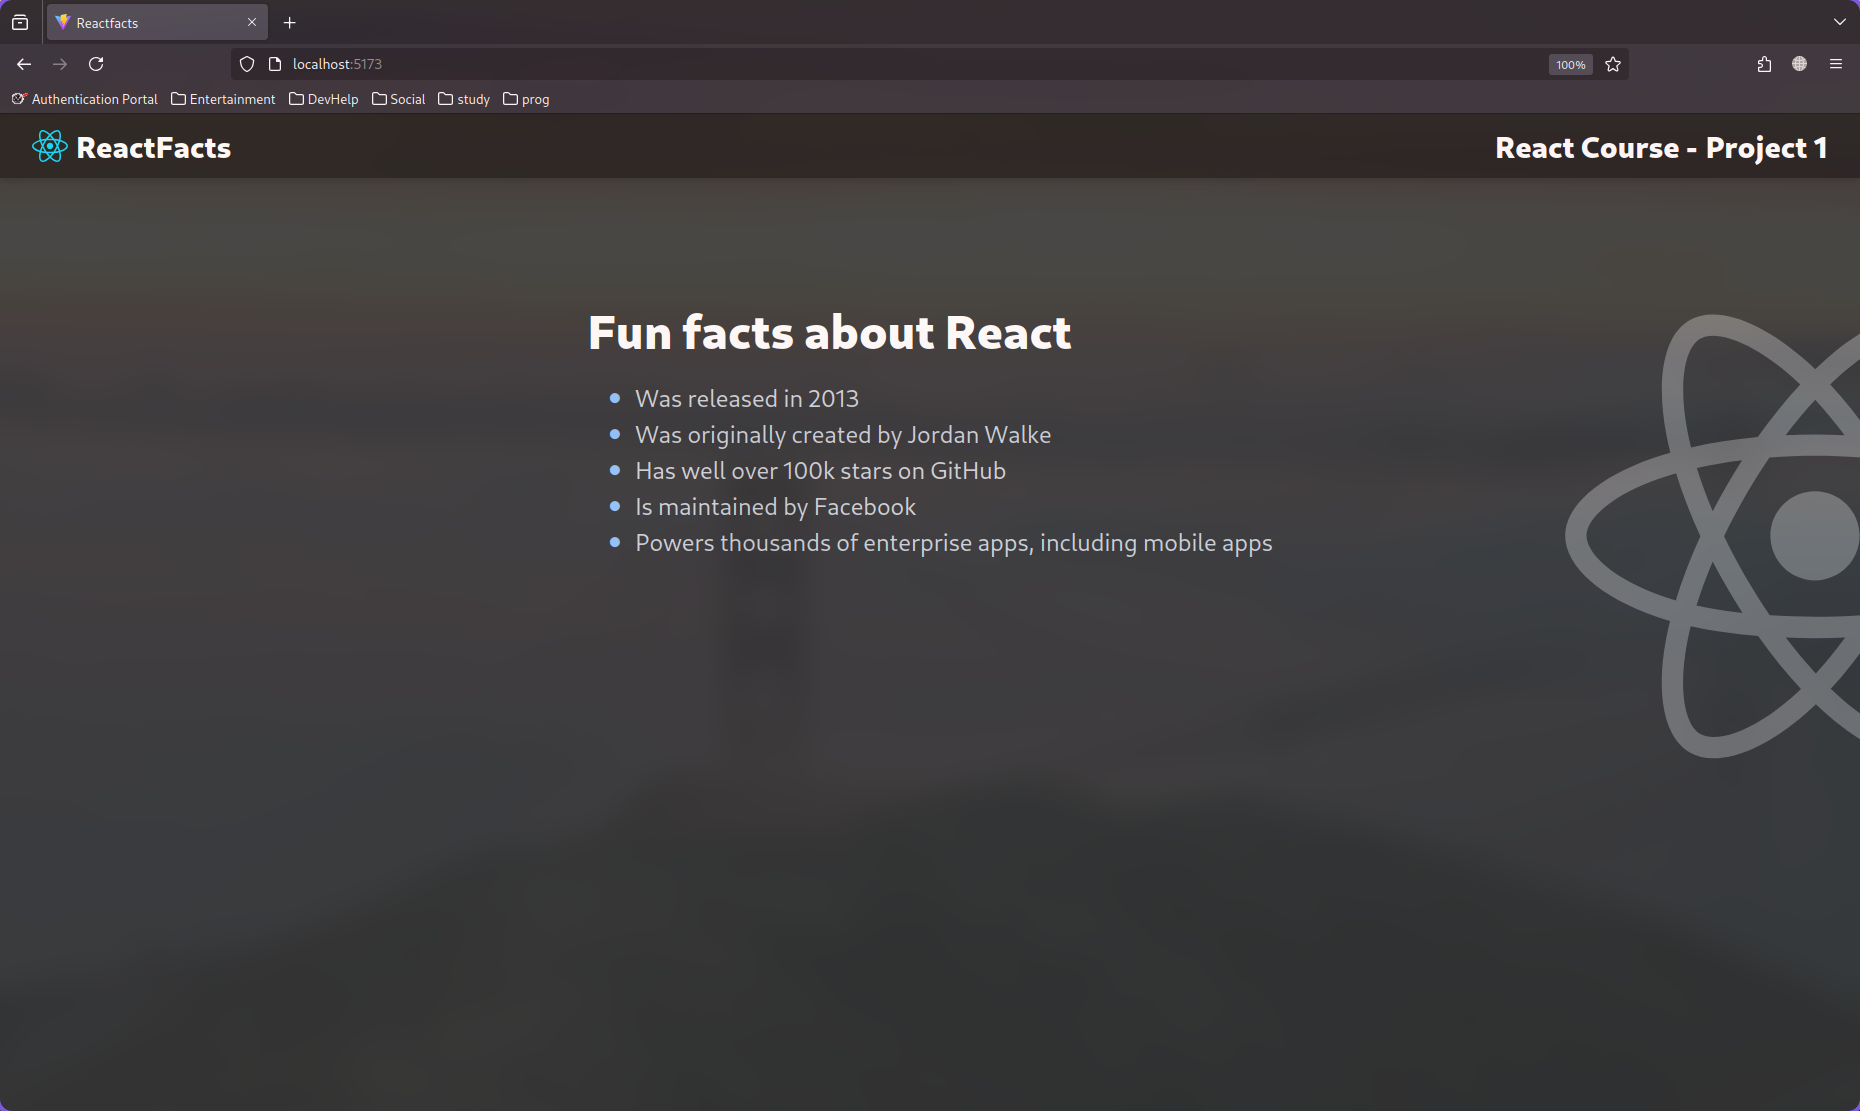 Reactfacts
localhost:5173
100%
Authentication Portal Entertainment DevHelp Social study prog
ReactFacts
React Course - Project 1
Fun facts about React
Was released in 2013
Was originally created by Jordan Walke
Has well over 100k stars on GitHub
Is maintained by Facebook
Powers thousands of enterprise apps, including mobile apps